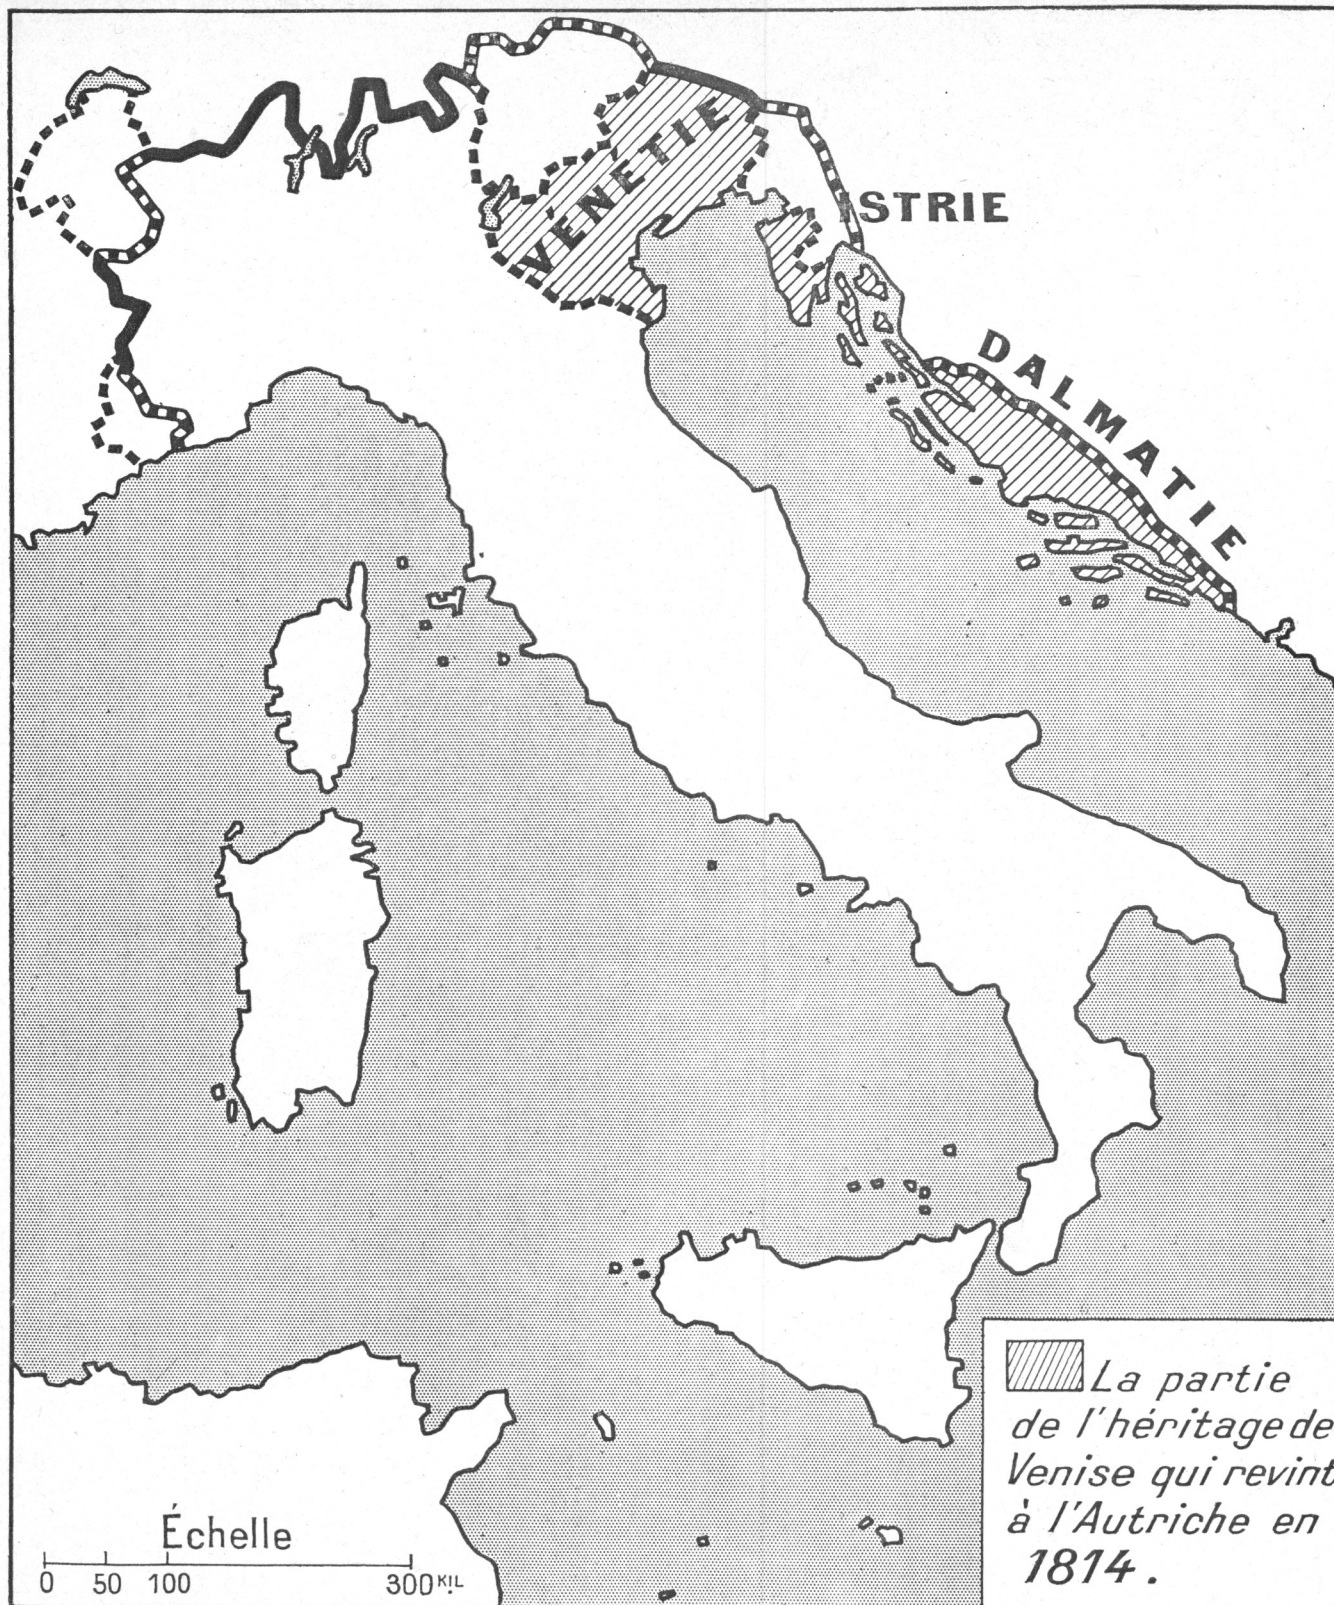 VENETIE
ISTRIE
DALMATIE
La partie
de l'héritage de
Venise qui revint
à l'Autriche en
1814.
Échelle
0 50 100 300 KIL